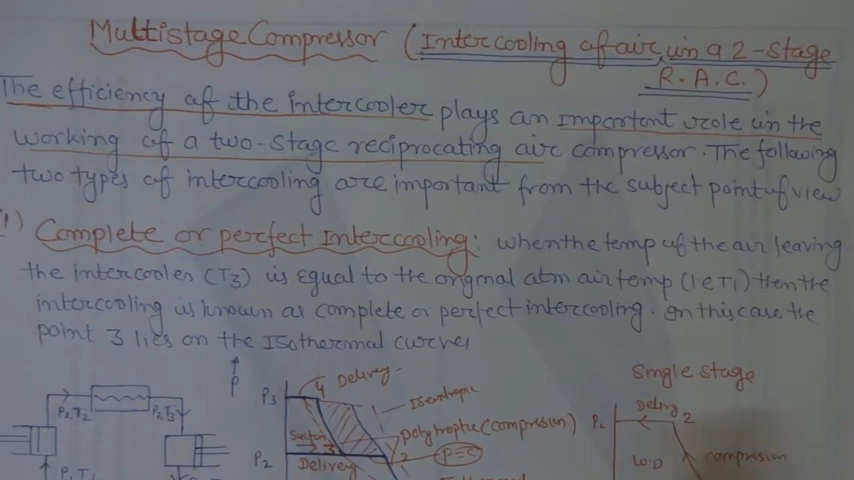 Multistage Compressor (Intercooling of air in a 2-stage
R.A.C.)
The efficiency of the intercooler plays an important role in the
working of a two-stage reciprocating air compressor. The following
two types of intercooling are important from the subject point of view
1) Complete or perfect Intercooling: when the temp of the air leaving
the intercooler (T3) is equal to the original atm air temp (i.e T1) then the
intercooling is known as complete or perfect intercooling. In this case the
point 3 lies on the Isothermal curve
Single stage
P
P3
4 Delivery
Isentropic
P2,T2
P2,T3
Delivery 2
Polytrophic (compression)
Suction
3
P=C
2
P2
Delivery
W.D
compression
P1 T1